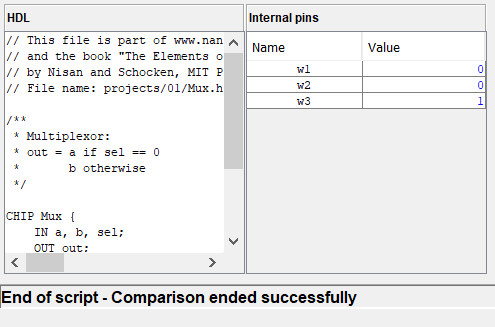 HDL
// This file is part of www.nan
// and the book "The Elements o
// by Nisan and Schocken, MIT P
// File name: projects/01/Mux.h
/**
* Multiplexor:
* out = a if sel == 0
* b otherwise
*/
CHIP Mux {
IN a, b, sel;
OUT out;
Internal pins
Name Value
w1 0
w2 0
w3 1
End of script - Comparison ended successfully